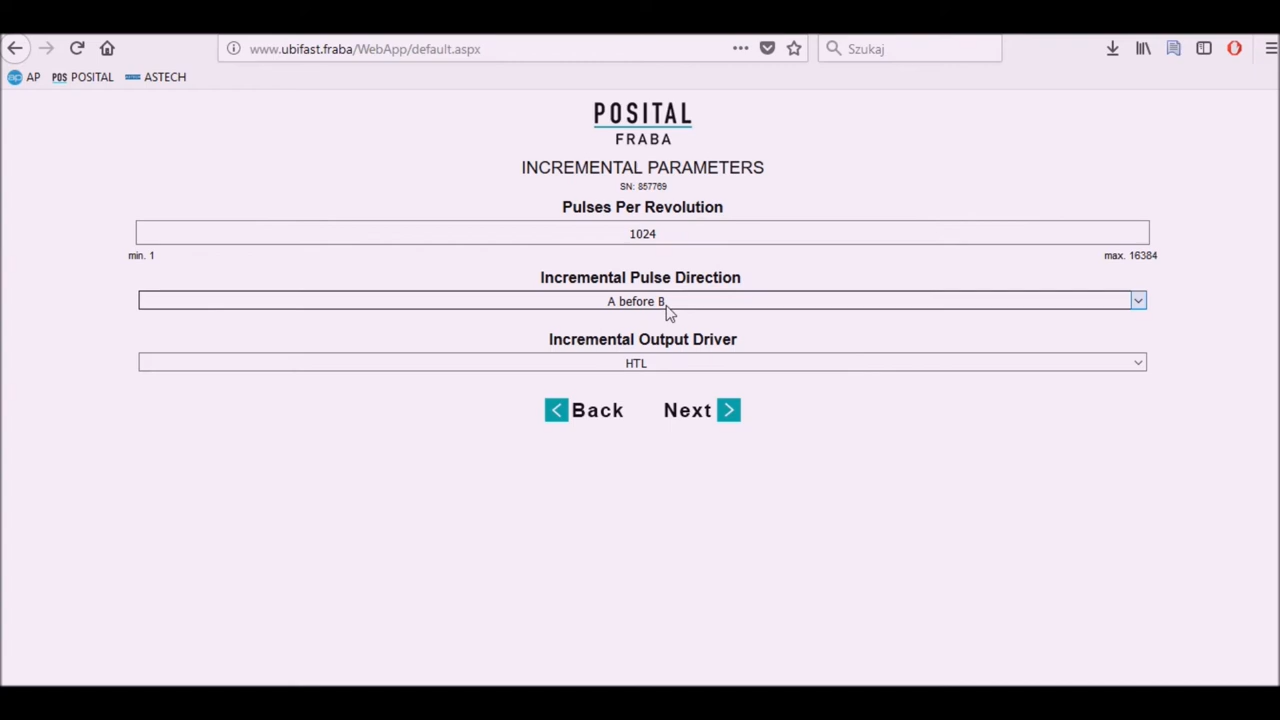 www.ubifast.fraba/WebApp/default.aspx
Szukaj
AP
POS POSITAL
ASTECH
POSITAL
FRABA
INCREMENTAL PARAMETERS
SN: 857769
Pulses Per Revolution
1024
min. 1
max. 16384
Incremental Pulse Direction
A before B
Incremental Output Driver
HTL
Back
Next